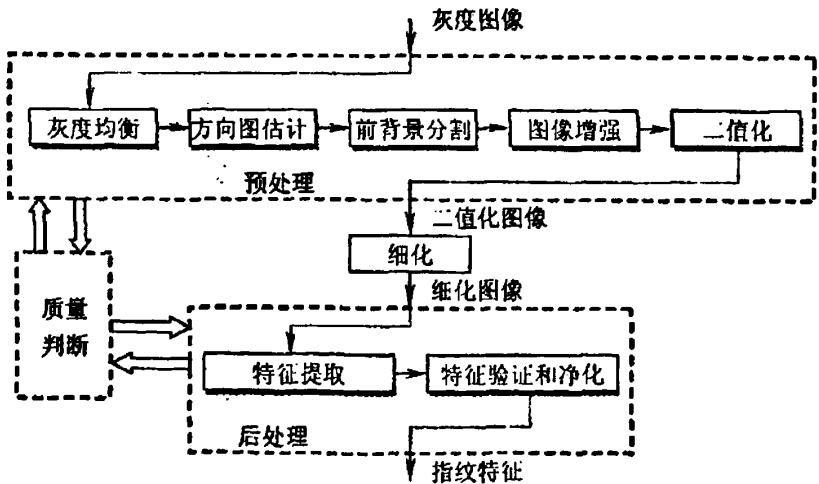 灰度图像
灰度均衡
方向图估计
前背景分割
图像增强
二值化
预处理
二值化图像
细化
细化图像
质量
判断
特征提取
特征验证和净化
后处理
指纹特征